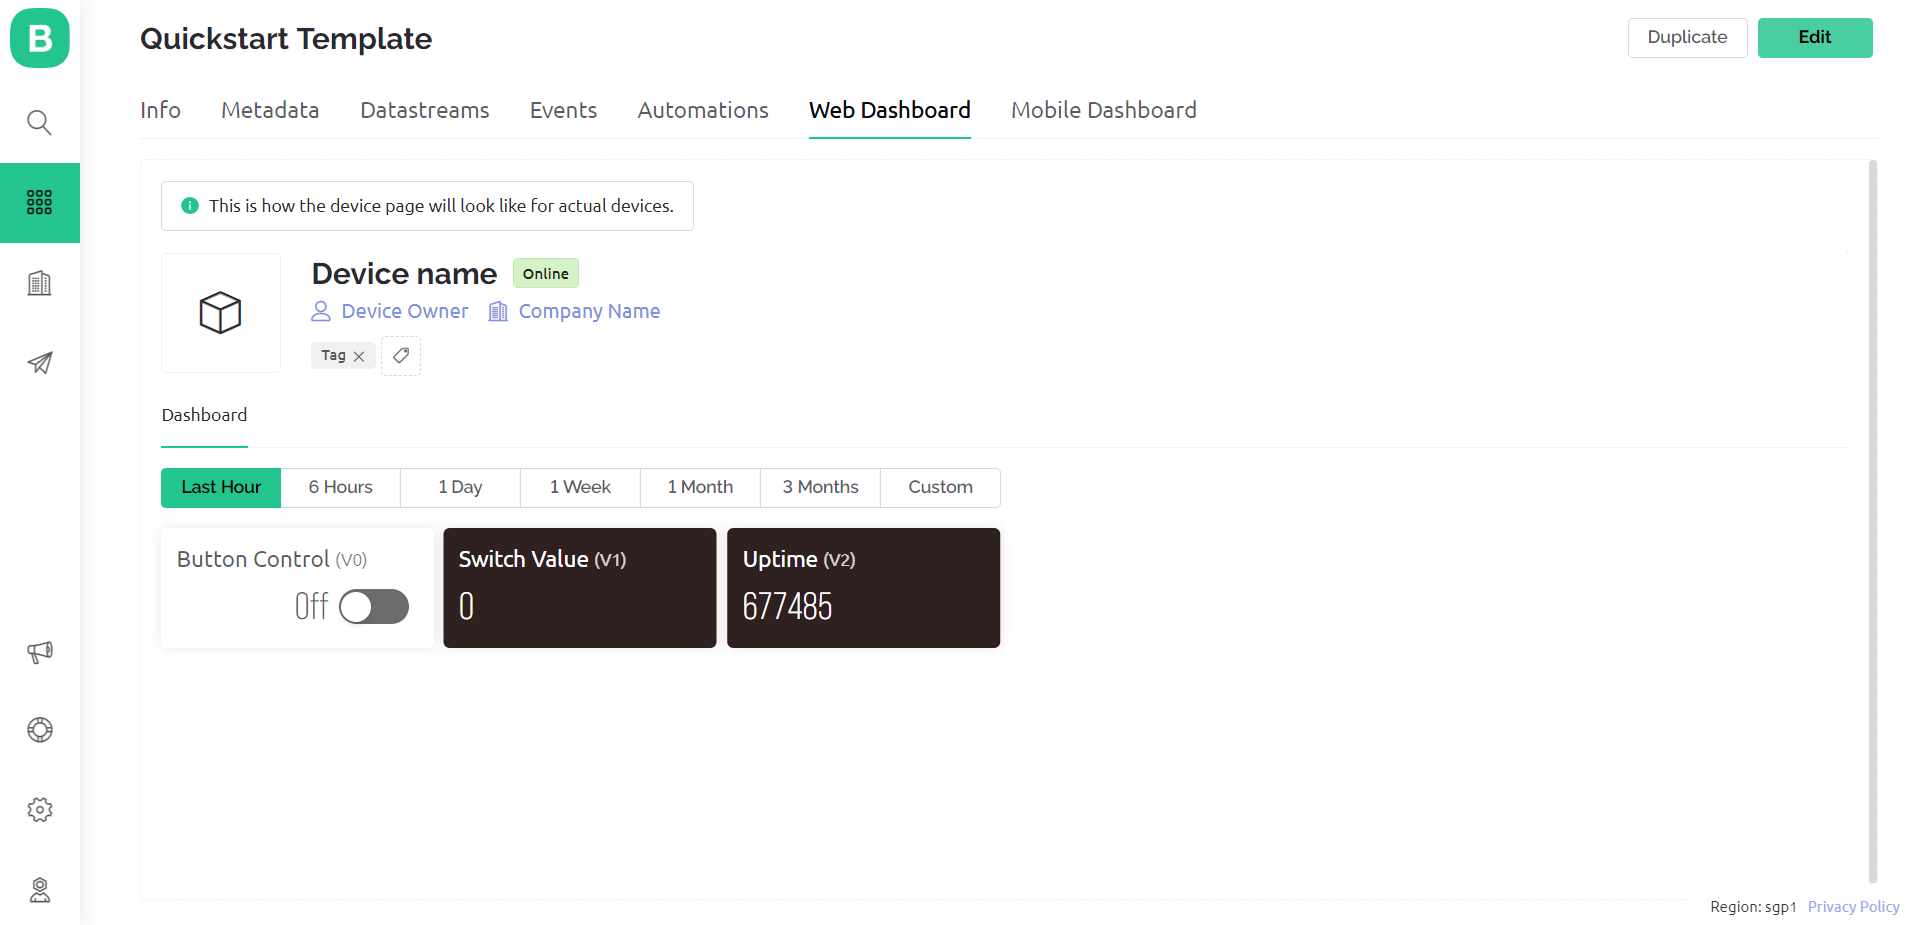 B
Quickstart Template
Duplicate
Edit
Info
Metadata
Datastreams
Events
Automations
Web Dashboard
Mobile Dashboard
This is how the device page will look like for actual devices.
Device name
Online
Device Owner
Company Name
Tag
Dashboard
Last Hour
6 Hours
1 Day
1 Week
1 Month
3 Months
Custom
Button Control (V0)
Off
Switch Value (V1)
0
Uptime (V2)
677485
Region: sgp1
Privacy Policy